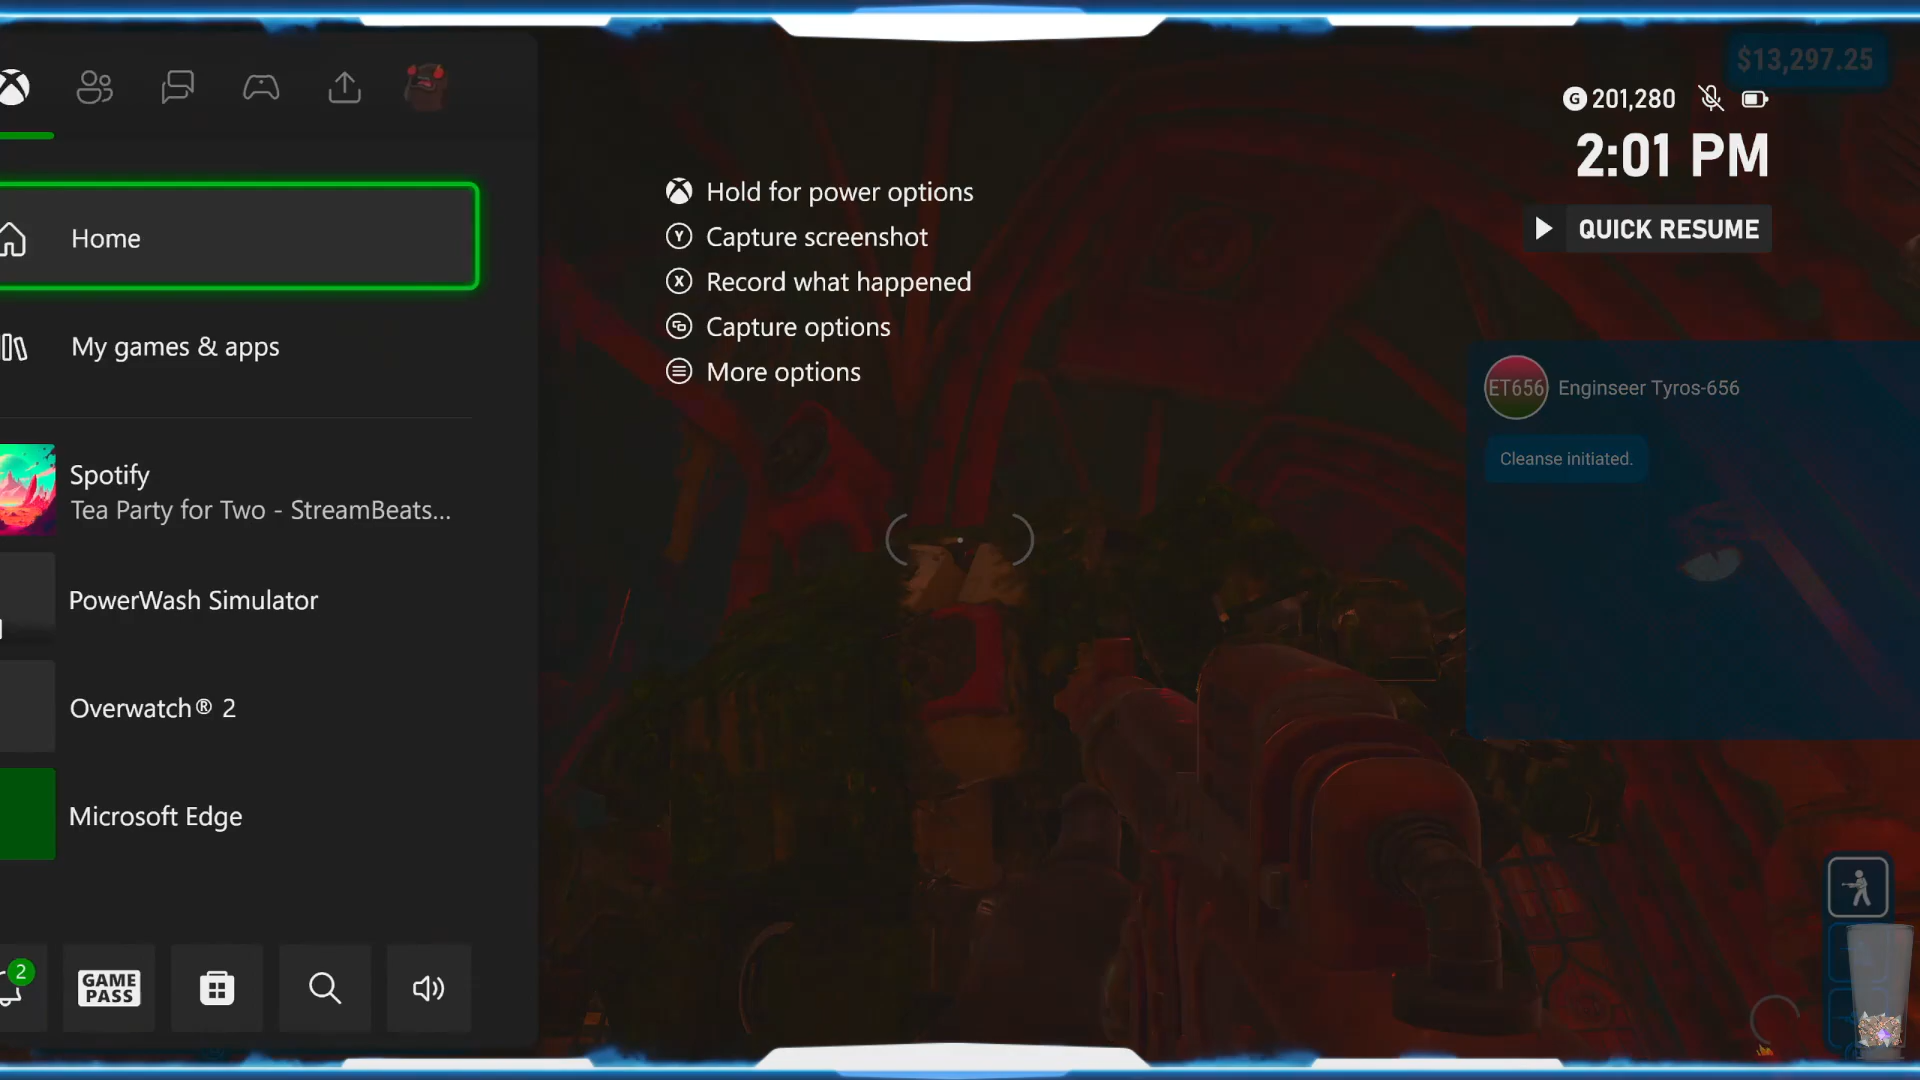 $13,297.25
G 201,280
2:01 PM
QUICK RESUME
Hold for power options
Y Capture screenshot
X Record what happened
Capture options
More options
Home
My games & apps
Spotify
Tea Party for Two - StreamBeats...
PowerWash Simulator
Overwatch® 2
Microsoft Edge
ET656 Enginseer Tyros-656
Cleanse initiated.
2
GAME
PASS